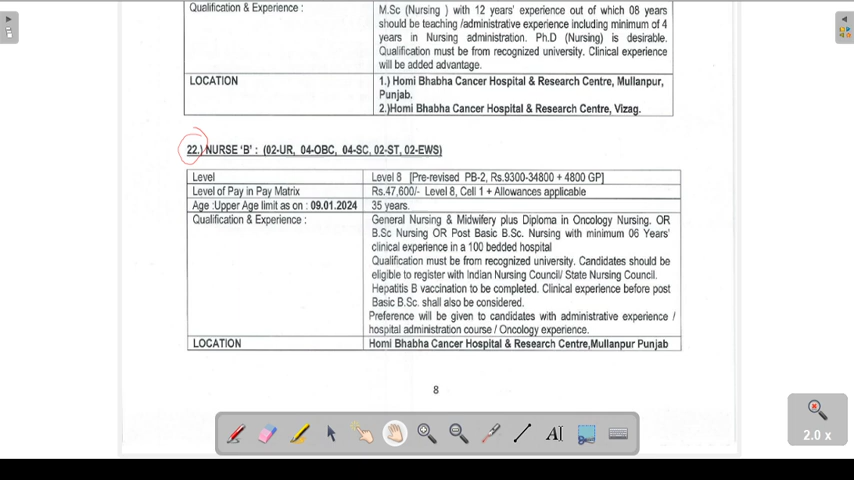 Qualification & Experience :
M.Sc (Nursing ) with 12 years' experience out of which 08 years
should be teaching /administrative experience including minimum of 4
years in Nursing administration. Ph.D (Nursing) is desirable.
Qualification must be from recognized university. Clinical experience
will be added advantage.
LOCATION
1.) Homi Bhabha Cancer Hospital & Research Centre, Mullanpur,
Punjab.
2.)Homi Bhabha Cancer Hospital & Research Centre, Vizag.
22.) NURSE 'B' : (02-UR, 04-OBC, 04-SC, 02-ST, 02-EWS)
Level
Level 8 [Pre-revised PB-2, Rs.9300-34800 + 4800 GP]
Level of Pay in Pay Matrix
Rs.47,600/- Level 8, Cell 1 + Allowances applicable
Age :Upper Age limit as on : 09.01.2024
35 years.
Qualification & Experience :
General Nursing & Midwifery plus Diploma in Oncology Nursing. OR
B.Sc Nursing OR Post Basic B.Sc. Nursing with minimum 06 Years'
clinical experience in a 100 bedded hospital
Qualification must be from recognized university. Candidates should be
eligible to register with Indian Nursing Council/ State Nursing Council.
Hepatitis B vaccination to be completed. Clinical experience before post
Basic B.Sc. shall also be considered.
Preference will be given to candidates with administrative experience /
hospital administration course / Oncology experience.
LOCATION
Homi Bhabha Cancer Hospital & Research Centre,Mullanpur Punjab
8
AI
2.0 x